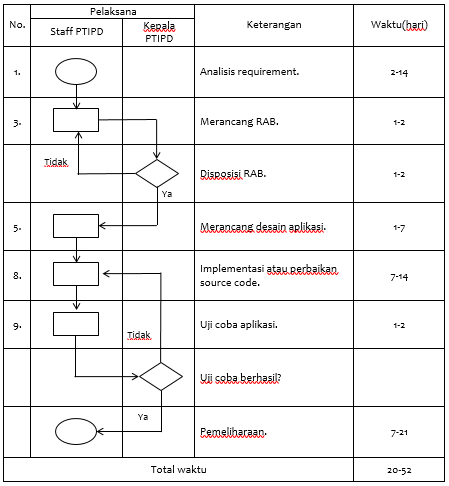 No.
Pelaksana
Staff PTIPD
Kepala
PTIPD
Keterangan
Waktu(hari)
1.
Analisis requirement.
2-14
3.
Merancang RAB.
1-2
Tidak
Disposisi RAB.
1-2
Ya
5.
Merancang desain aplikasi.
1-7
8.
Implementasi atau perbaikan
source code.
7-14
9.
Uji coba aplikasi.
1-2
Tidak
Uji coba berhasil?
Ya
Pemeliharaan.
7-21
Total waktu
20-52